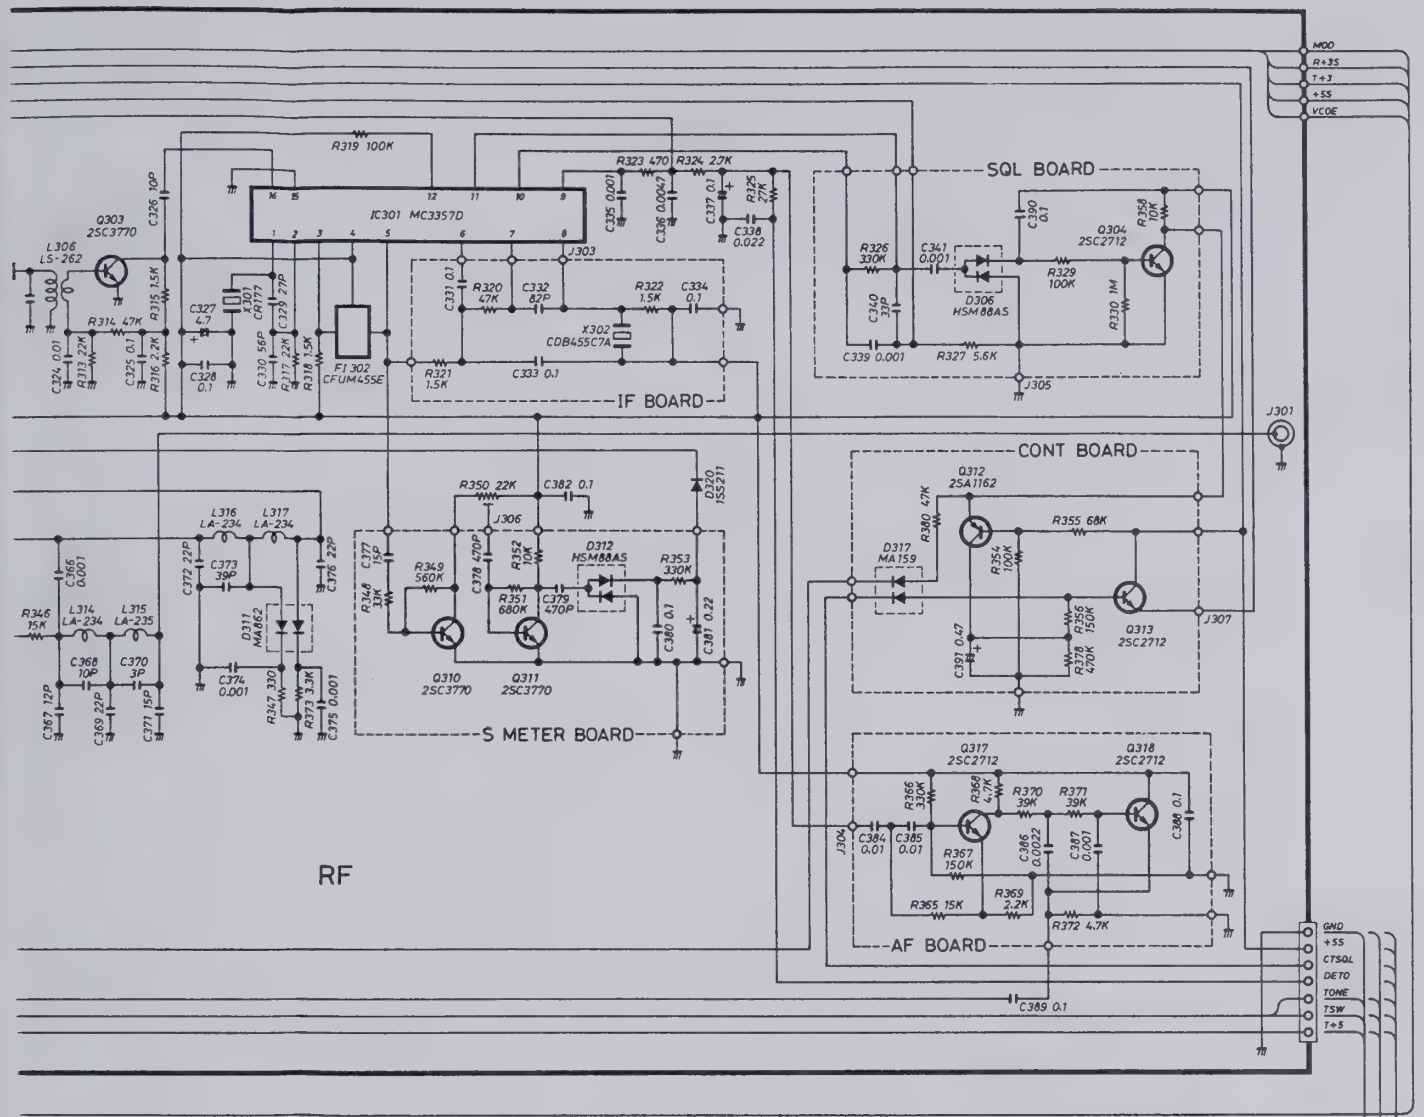 MOD
R+3S
T+3
+5S
VCOE
R319 100K
R323 470
R324 2.7K
C326 10P
C335 0.001
C336 0.0047
C337 0.1
+
R325
27K
C338
0.022
16
15
12
11
10
9
IC301 MC3357D
1
2
3
4
5
6
7
8
SQL BOARD
C390
0.1
R358
10K
Q304
2SC2712
R326
330K
C341
0.001
D306
HSM88AS
R329
100K
R330 1M
C340
33P
C339 0.001
R327 5.6K
J305
Q303
2SC3770
L306
LS-262
R315 1.5K
R314 47K
C324 0.01
R313 22K
C325 0.1
R316 2.2K
C327
4.7
+
C328
0.1
X301
CR177
C329 27P
C330 56P
R317 22K
R318 1.5K
FI302
CFUM455E
J303
C331 0.1
R320
47K
C332
82P
R322
1.5K
C334
0.1
X302
CDB455C7A
R321
1.5K
C333 0.1
IF BOARD
J301
CONT BOARD
Q312
2SA1162
R380 47K
R355 68K
D317
MA159
R354
100K
R356
150K
Q313
2SC2712
J307
C391 0.47
+
R378
470K
R350 22K
C382 0.1
D320
1SS211
J306
C377
15P
R348
33K
R349
560K
C378 470P
R352
10K
R351
680K
C379
470P
D312
HSM88AS
R353
330K
C380 0.1
+
C381 0.22
Q310
2SC3770
Q311
2SC3770
S METER BOARD
L316
LA-234
L317
LA-234
C366
0.001
C372 22P
C373
39P
C376 22P
R346
15K
L314
LA-234
L315
LA-235
D311
MA862
C368
10P
C370
3P
C374
0.001
C367 12P
C369 22P
C371 15P
R347 330
R373 3.3K
C375 0.001
RF
Q317
2SC2712
Q318
2SC2712
R366
330K
R368
4.7K
R370
39K
R371
39K
J304
C384
0.01
C385
0.01
R367
150K
C386
0.0022
C387
0.001
C388 0.1
R365 15K
R369
2.2K
R372 4.7K
AF BOARD
C389 0.1
GND
+5S
CTSQL
DETO
TONE
TSW
T+5